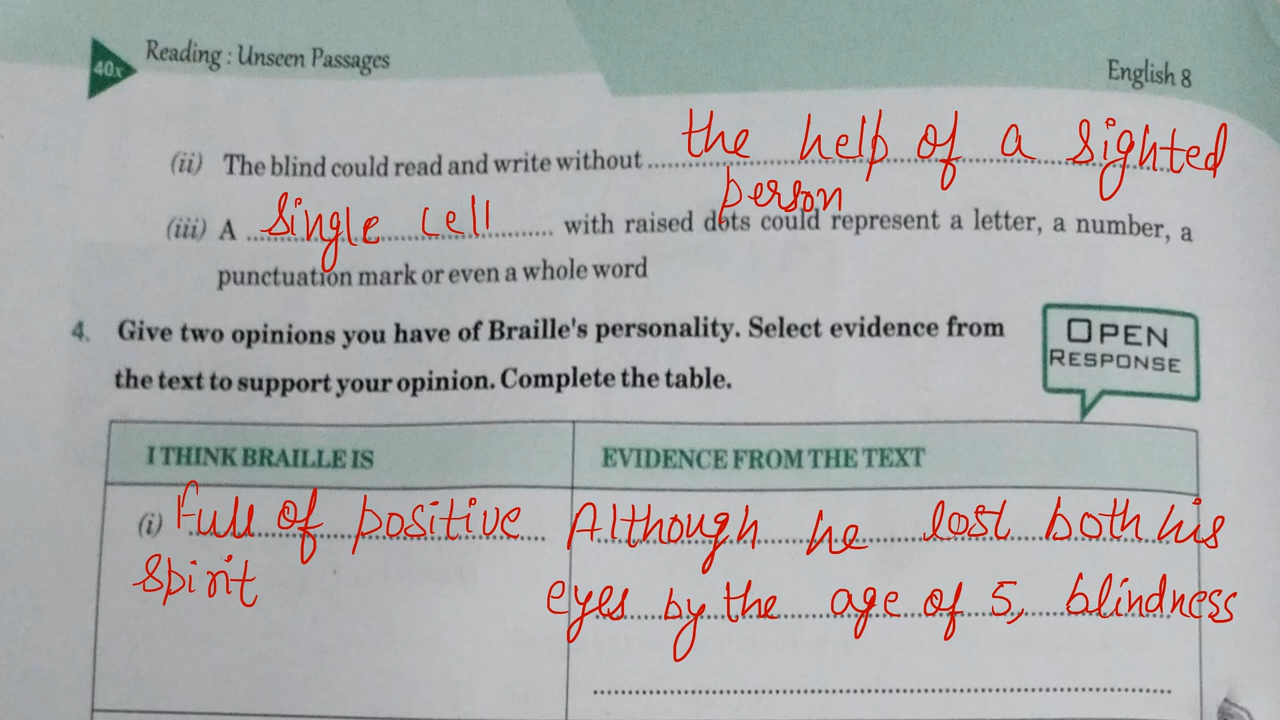 40x Reading : Unseen Passages
English 8
(ii) The blind could read and write without the help of a sighted
person
(iii) A single cell with raised dots could represent a letter, a number, a
punctuation mark or even a whole word
4. Give two opinions you have of Braille's personality. Select evidence from
the text to support your opinion. Complete the table.
OPEN
RESPONSE
I THINK BRAILLE IS EVIDENCE FROM THE TEXT
(i) Full of positive Although he lost both his
spirit eyes by the age of 5, blindness